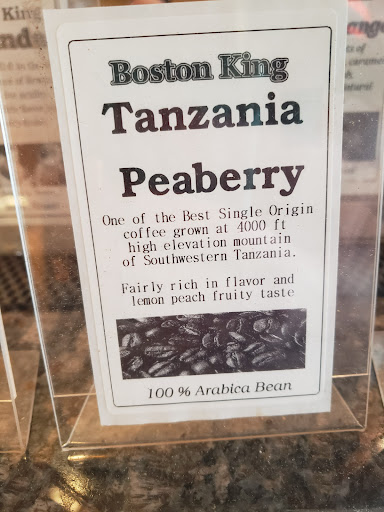 Boston King
Tanzania
Peaberry
One of the Best Single Origin
coffee grown at 4000 ft
high elevation mountain
of Southwestern Tanzania.
Fairly rich in flavor and
lemon peach fruity taste
100 % Arabica Bean
King